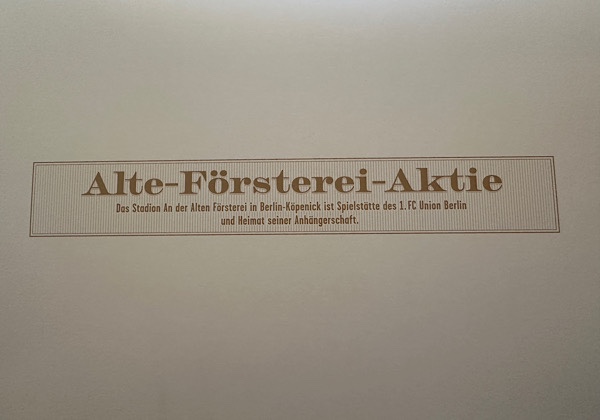 Alte-Försterei-Aktie
Das Stadion An der Alten Försterei in Berlin-Köpenick ist Spielstätte des 1. FC Union Berlin
und Heimat seiner Anhängerschaft.